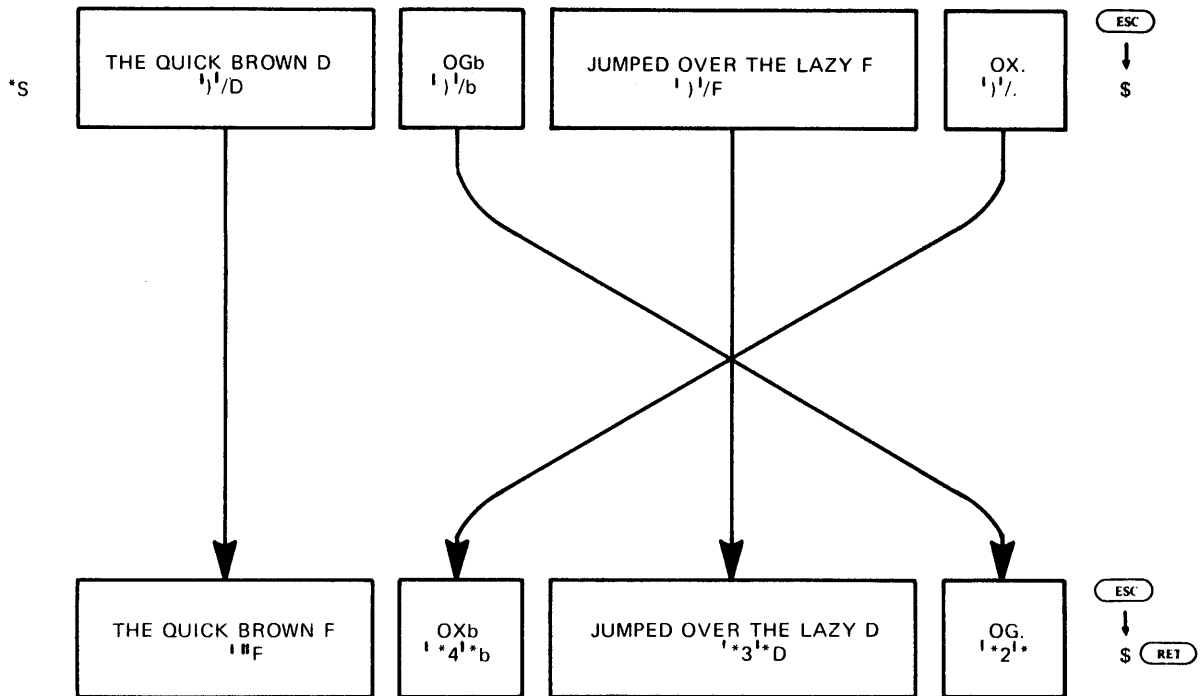 THE QUICK BROWN D
')'/D
OGb
')'/b
JUMPED OVER THE LAZY F
')'/F
OX.
')'/.
ESC
*S
$
THE QUICK BROWN F
'"F
OXb
'*4'*b
JUMPED OVER THE LAZY D
'*3'*D
OG.
'*2'*
ESC
$ RET